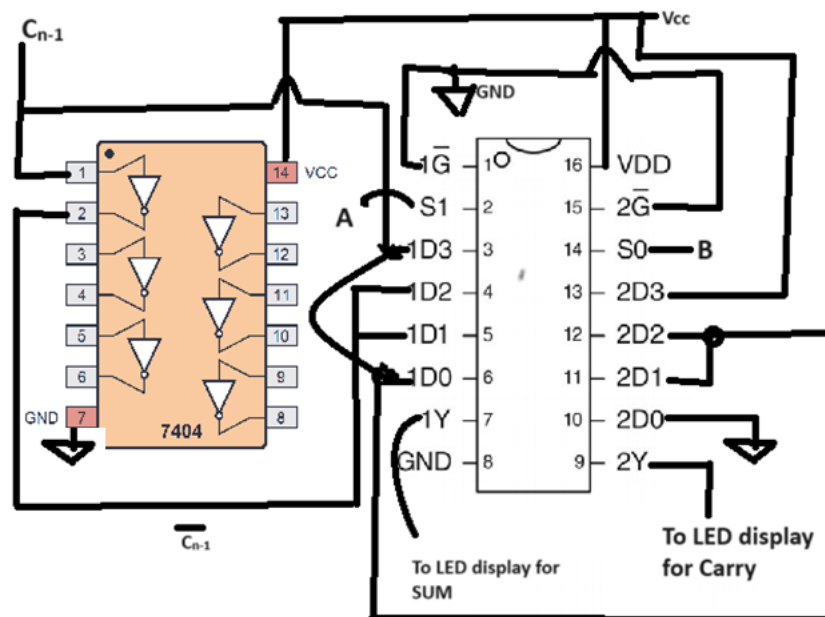 Cn-1
Vcc
GND
1 14 VCC
2 13
3 12
4 11
5 10
6 9
GND 7 8
7404
A
B
1G̅ 1 16 VDD
S1 2 15 2G̅
1D3 3 14 S0
1D2 4 13 2D3
1D1 5 12 2D2
1D0 6 11 2D1
1Y 7 10 2D0
GND 8 9 2Y
C̅n-1
To LED display for
SUM
To LED display
for Carry